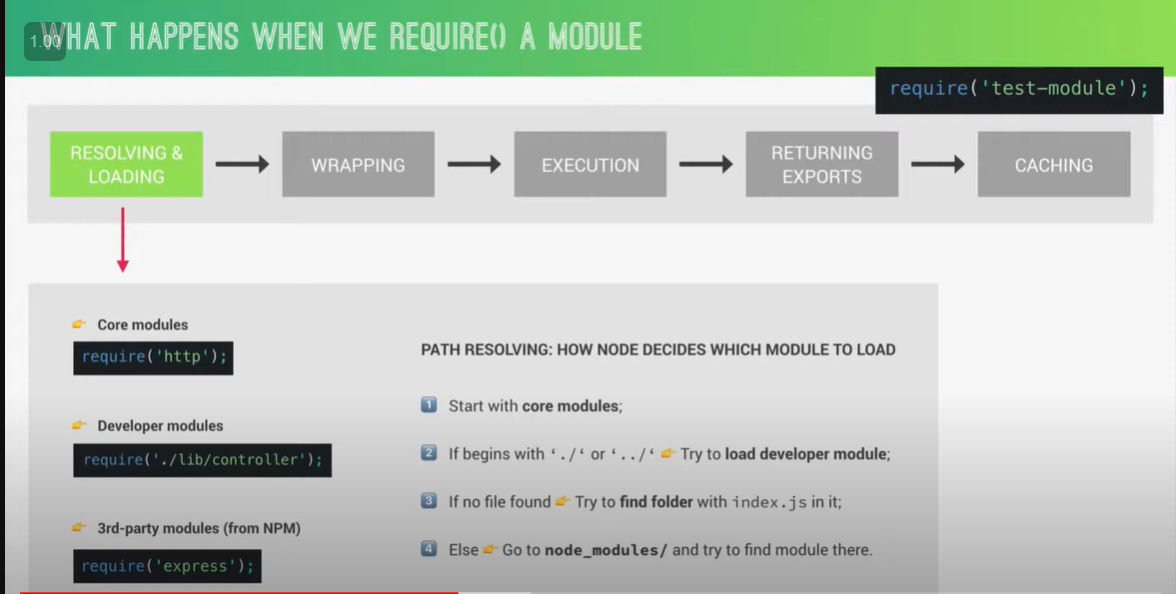 WHAT HAPPENS WHEN WE REQUIRE() A MODULE
1.00
require('test-module');
RESOLVING &
LOADING
WRAPPING
EXECUTION
RETURNING
EXPORTS
CACHING
Core modules
require('http');
Developer modules
require('./lib/controller');
3rd-party modules (from NPM)
require('express');
PATH RESOLVING: HOW NODE DECIDES WHICH MODULE TO LOAD
1 Start with core modules;
2 If begins with ‘./‘ or ‘../‘ 👉 Try to load developer module;
3 If no file found 👉 Try to find folder with index.js in it;
4 Else 👉 Go to node_modules/ and try to find module there.